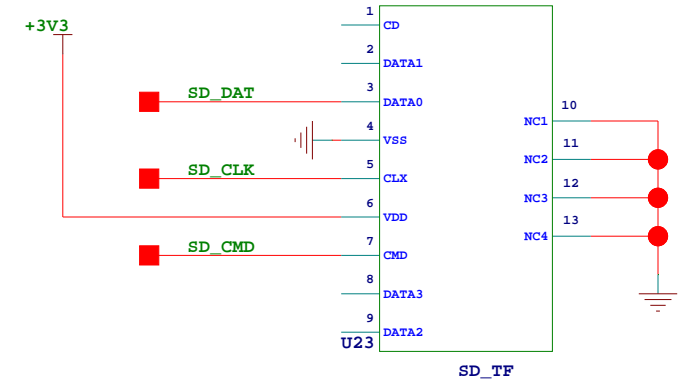 +3V3
1
CD
2
DATA1
SD_DAT
3
DATA0
4
VSS
SD_CLK
5
CLX
6
VDD
SD_CMD
7
CMD
8
DATA3
9
DATA2
10
NC1
11
NC2
12
NC3
13
NC4
U23
SD_TF